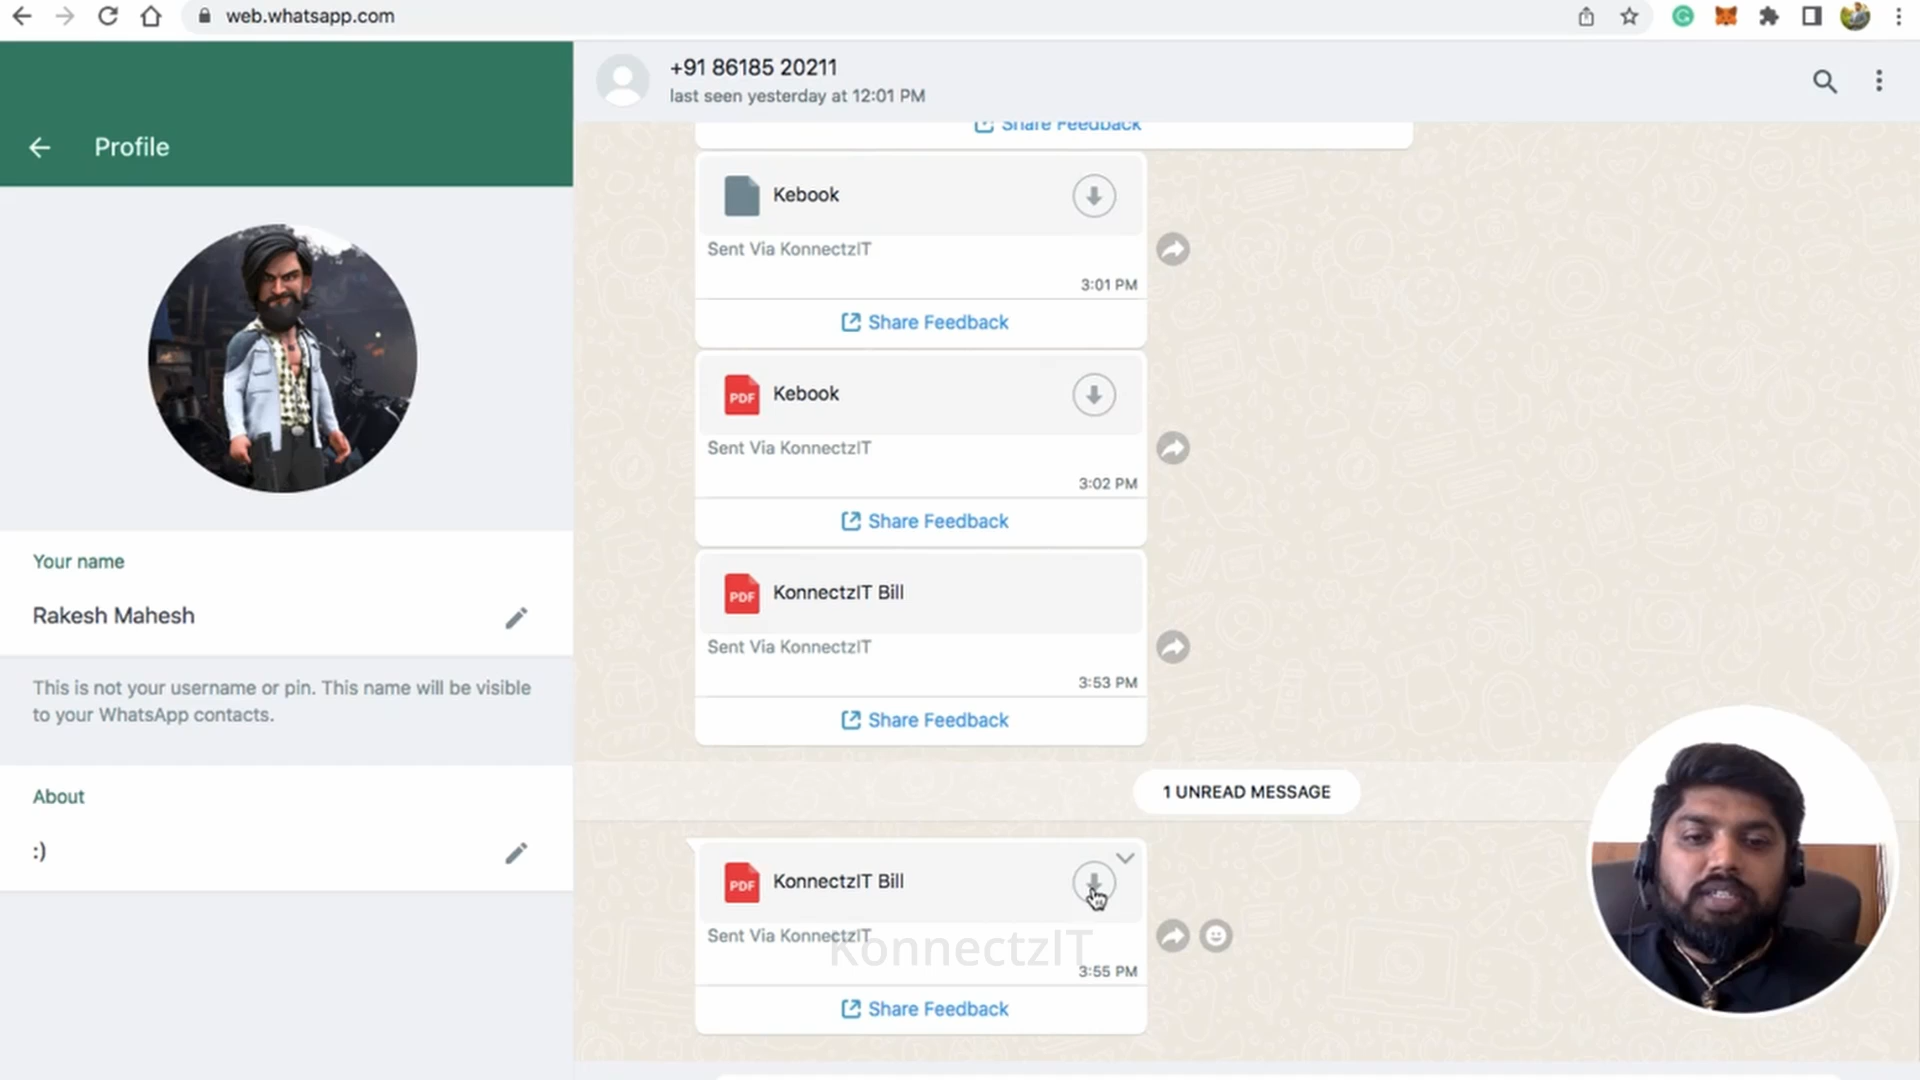 web.whatsapp.com
+91 86185 20211
last seen yesterday at 12:01 PM
Profile
Your name
Rakesh Mahesh
This is not your username or pin. This name will be visible
to your WhatsApp contacts.
About
:)
Share Feedback
Kebook
Sent Via KonnectzIT
3:01 PM
Share Feedback
PDF
Kebook
Sent Via KonnectzIT
3:02 PM
Share Feedback
PDF
KonnectzIT Bill
Sent Via KonnectzIT
3:53 PM
Share Feedback
1 UNREAD MESSAGE
PDF
KonnectzIT Bill
Sent Via KonnectzIT
KonnectzIT
3:55 PM
Share Feedback